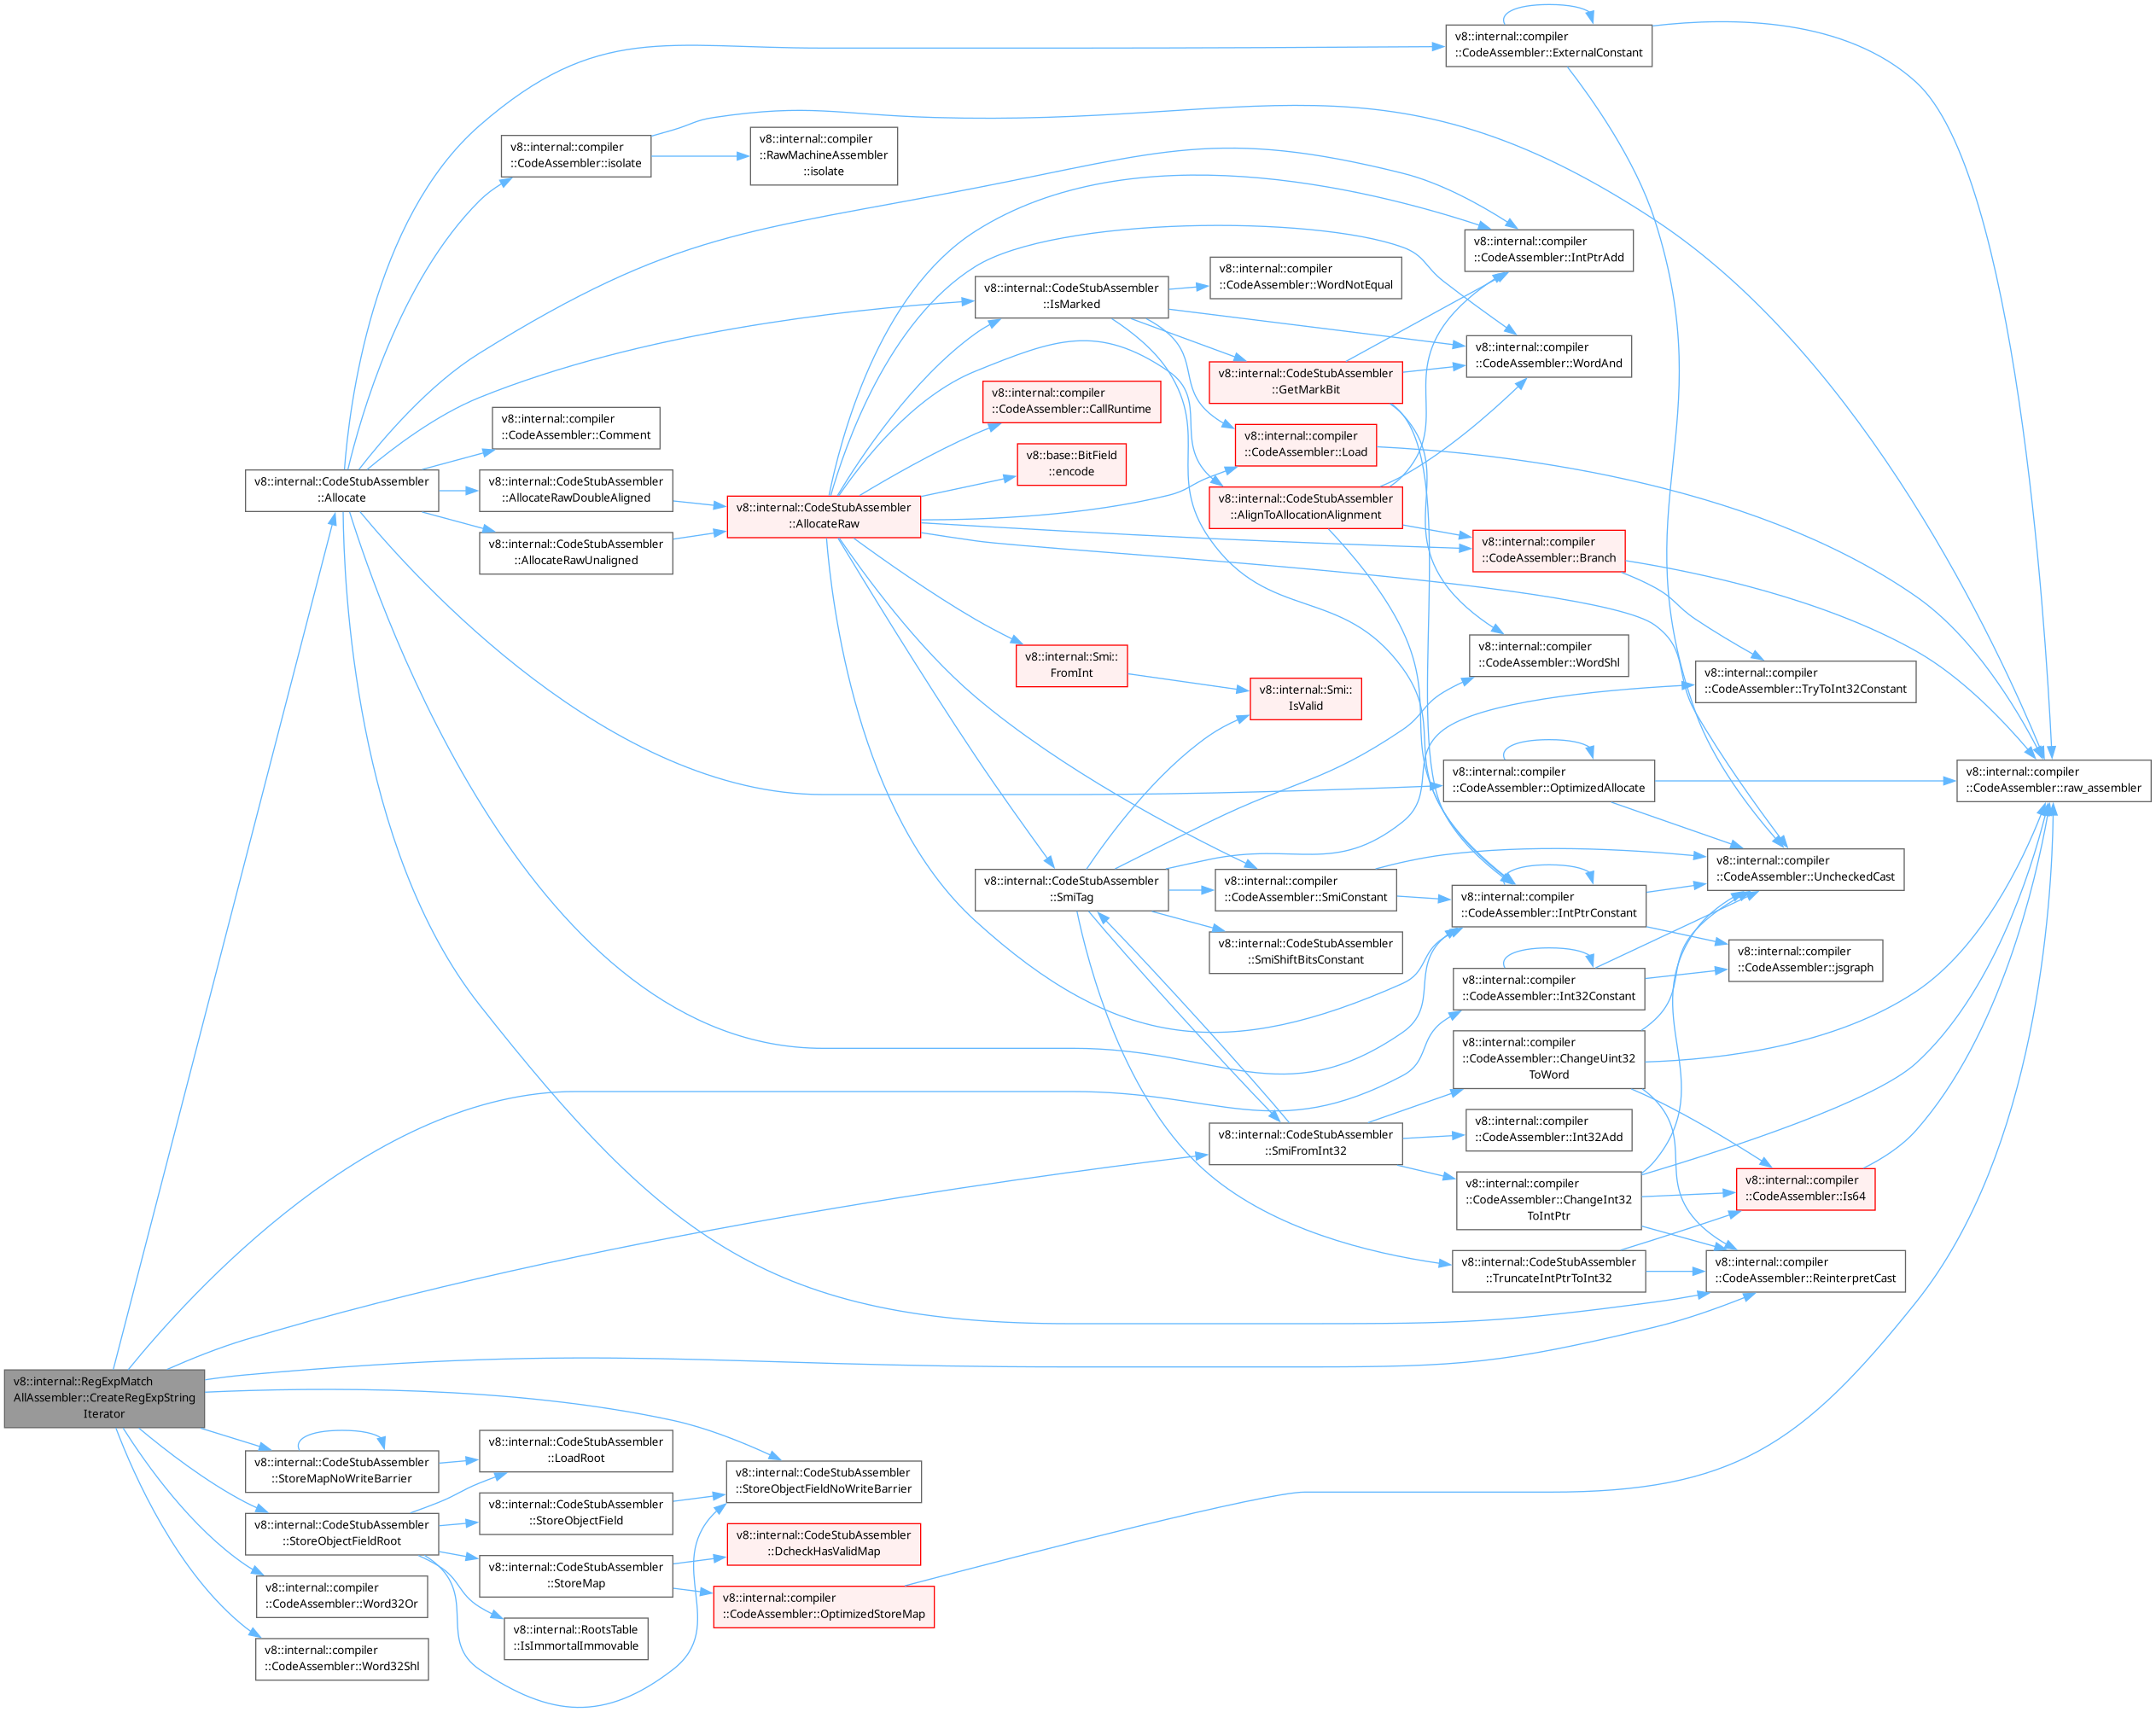 v8::internal::compiler
::CodeAssembler::ExternalConstant
v8::internal::compiler
::CodeAssembler::isolate
v8::internal::compiler
::RawMachineAssembler
::isolate
v8::internal::compiler
::CodeAssembler::IntPtrAdd
v8::internal::CodeStubAssembler
::IsMarked
v8::internal::compiler
::CodeAssembler::WordNotEqual
v8::internal::compiler
::CodeAssembler::WordAnd
v8::internal::CodeStubAssembler
::GetMarkBit
v8::internal::compiler
::CodeAssembler::CallRuntime
v8::internal::compiler
::CodeAssembler::Comment
v8::internal::compiler
::CodeAssembler::Load
v8::base::BitField
::encode
v8::internal::CodeStubAssembler
::Allocate
v8::internal::CodeStubAssembler
::AllocateRawDoubleAligned
v8::internal::CodeStubAssembler
::AllocateRaw
v8::internal::CodeStubAssembler
::AlignToAllocationAlignment
v8::internal::CodeStubAssembler
::AllocateRawUnaligned
v8::internal::compiler
::CodeAssembler::Branch
v8::internal::Smi::
FromInt
v8::internal::compiler
::CodeAssembler::WordShl
v8::internal::Smi::
IsValid
v8::internal::compiler
::CodeAssembler::TryToInt32Constant
v8::internal::compiler
::CodeAssembler::OptimizedAllocate
v8::internal::compiler
::CodeAssembler::raw_assembler
v8::internal::compiler
::CodeAssembler::UncheckedCast
v8::internal::CodeStubAssembler
::SmiTag
v8::internal::compiler
::CodeAssembler::SmiConstant
v8::internal::compiler
::CodeAssembler::IntPtrConstant
v8::internal::CodeStubAssembler
::SmiShiftBitsConstant
v8::internal::compiler
::CodeAssembler::jsgraph
v8::internal::compiler
::CodeAssembler::Int32Constant
v8::internal::compiler
::CodeAssembler::ChangeUint32
ToWord
v8::internal::compiler
::CodeAssembler::Int32Add
v8::internal::CodeStubAssembler
::SmiFromInt32
v8::internal::compiler
::CodeAssembler::ChangeInt32
ToIntPtr
v8::internal::compiler
::CodeAssembler::Is64
v8::internal::CodeStubAssembler
::TruncateIntPtrToInt32
v8::internal::compiler
::CodeAssembler::ReinterpretCast
v8::internal::RegExpMatch
AllAssembler::CreateRegExpString
Iterator
v8::internal::CodeStubAssembler
::StoreMapNoWriteBarrier
v8::internal::CodeStubAssembler
::LoadRoot
v8::internal::CodeStubAssembler
::StoreObjectFieldNoWriteBarrier
v8::internal::CodeStubAssembler
::StoreObjectField
v8::internal::CodeStubAssembler
::StoreObjectFieldRoot
v8::internal::CodeStubAssembler
::DcheckHasValidMap
v8::internal::CodeStubAssembler
::StoreMap
v8::internal::compiler
::CodeAssembler::Word32Or
v8::internal::compiler
::CodeAssembler::OptimizedStoreMap
v8::internal::RootsTable
::IsImmortalImmovable
v8::internal::compiler
::CodeAssembler::Word32Shl